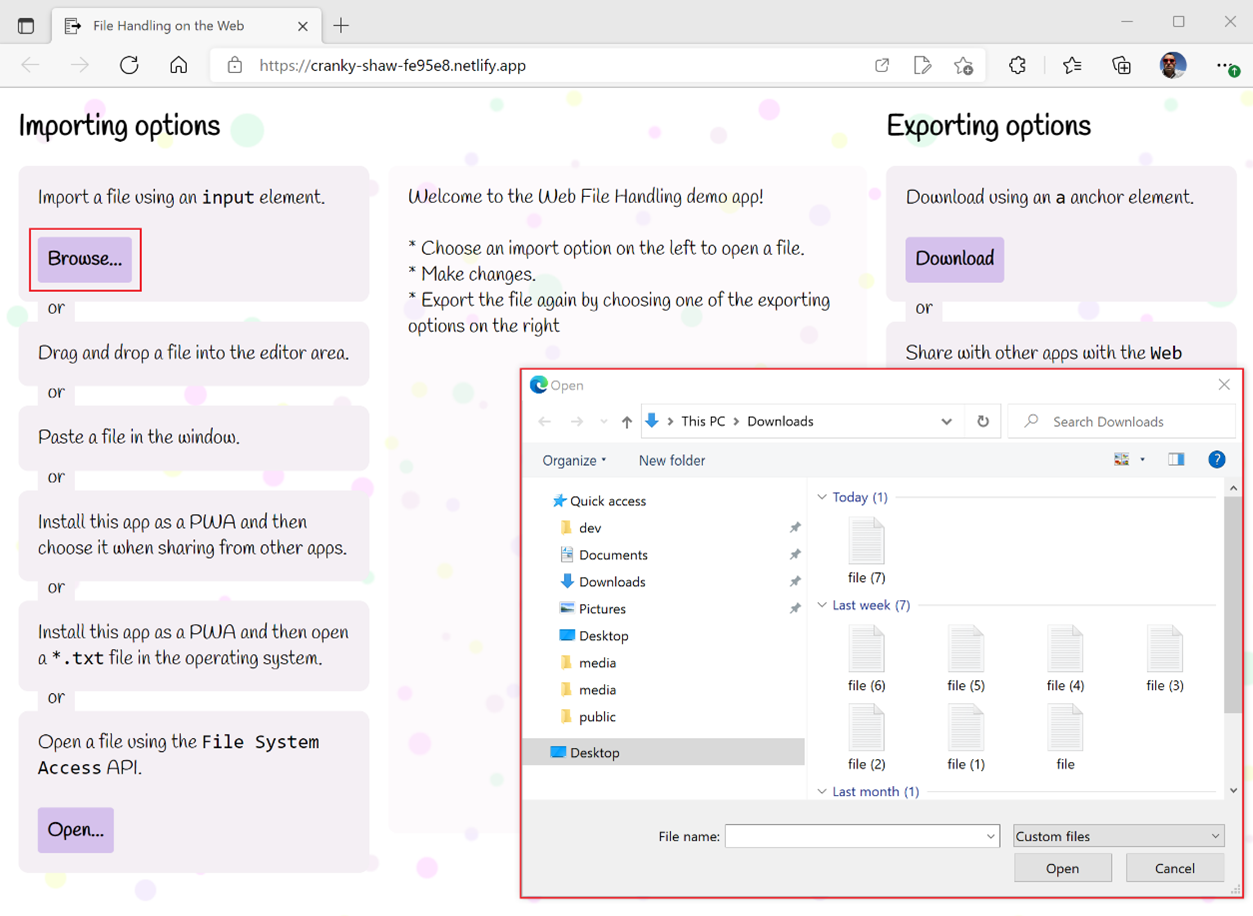 File Handling on the Web
https://cranky-shaw-fe95e8.netlify.app
Importing options
Import a file using an input element.
Browse...
or
Drag and drop a file into the editor area.
or
Paste a file in the window.
or
Install this app as a PWA and then
choose it when sharing from other apps.
or
Install this app as a PWA and then open
a *.txt file in the operating system.
or
Open a file using the File System
Access API.
Open...
Welcome to the Web File Handling demo app!
* Choose an import option on the left to open a file.
* Make changes.
* Export the file again by choosing one of the exporting
options on the right
Exporting options
Download using an a anchor element.
Download
or
Share with other apps with the Web
Open
This PC > Downloads
Search Downloads
Organize
New folder
Quick access
dev
Documents
Downloads
Pictures
Desktop
media
media
public
Desktop
Today (1)
file (7)
Last week (7)
file (6) file (5) file (4) file (3)
file (2) file (1) file
Last month (1)
File name:
Custom files
Open
Cancel